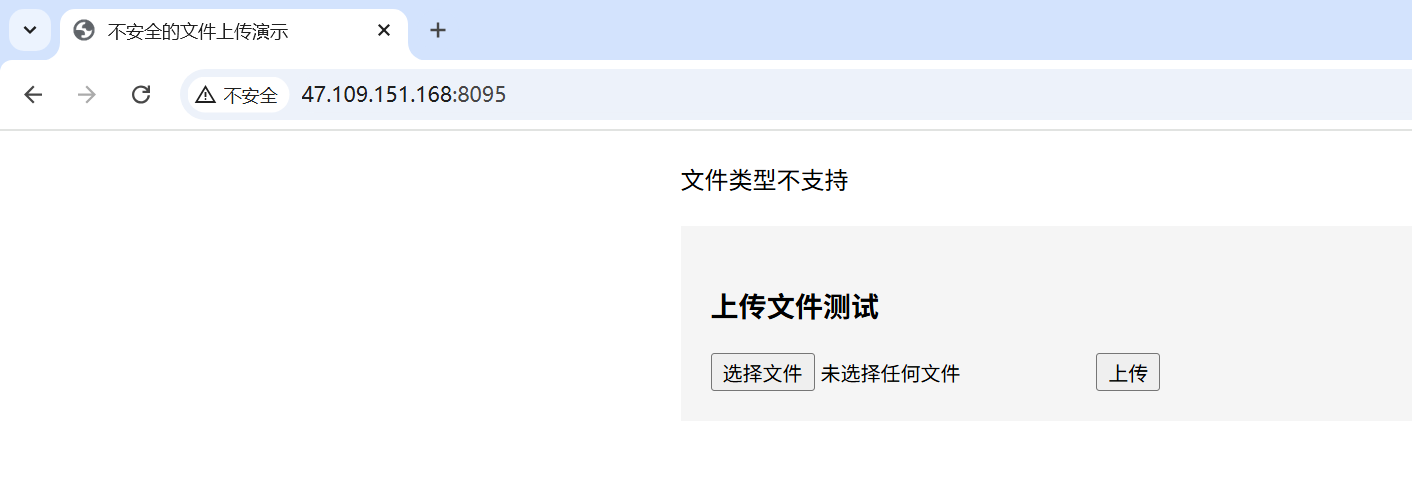 不安全的文件上传演示
不安全 47.109.151.168:8095
文件类型不支持
上传文件测试
选择文件 未选择任何文件 上传